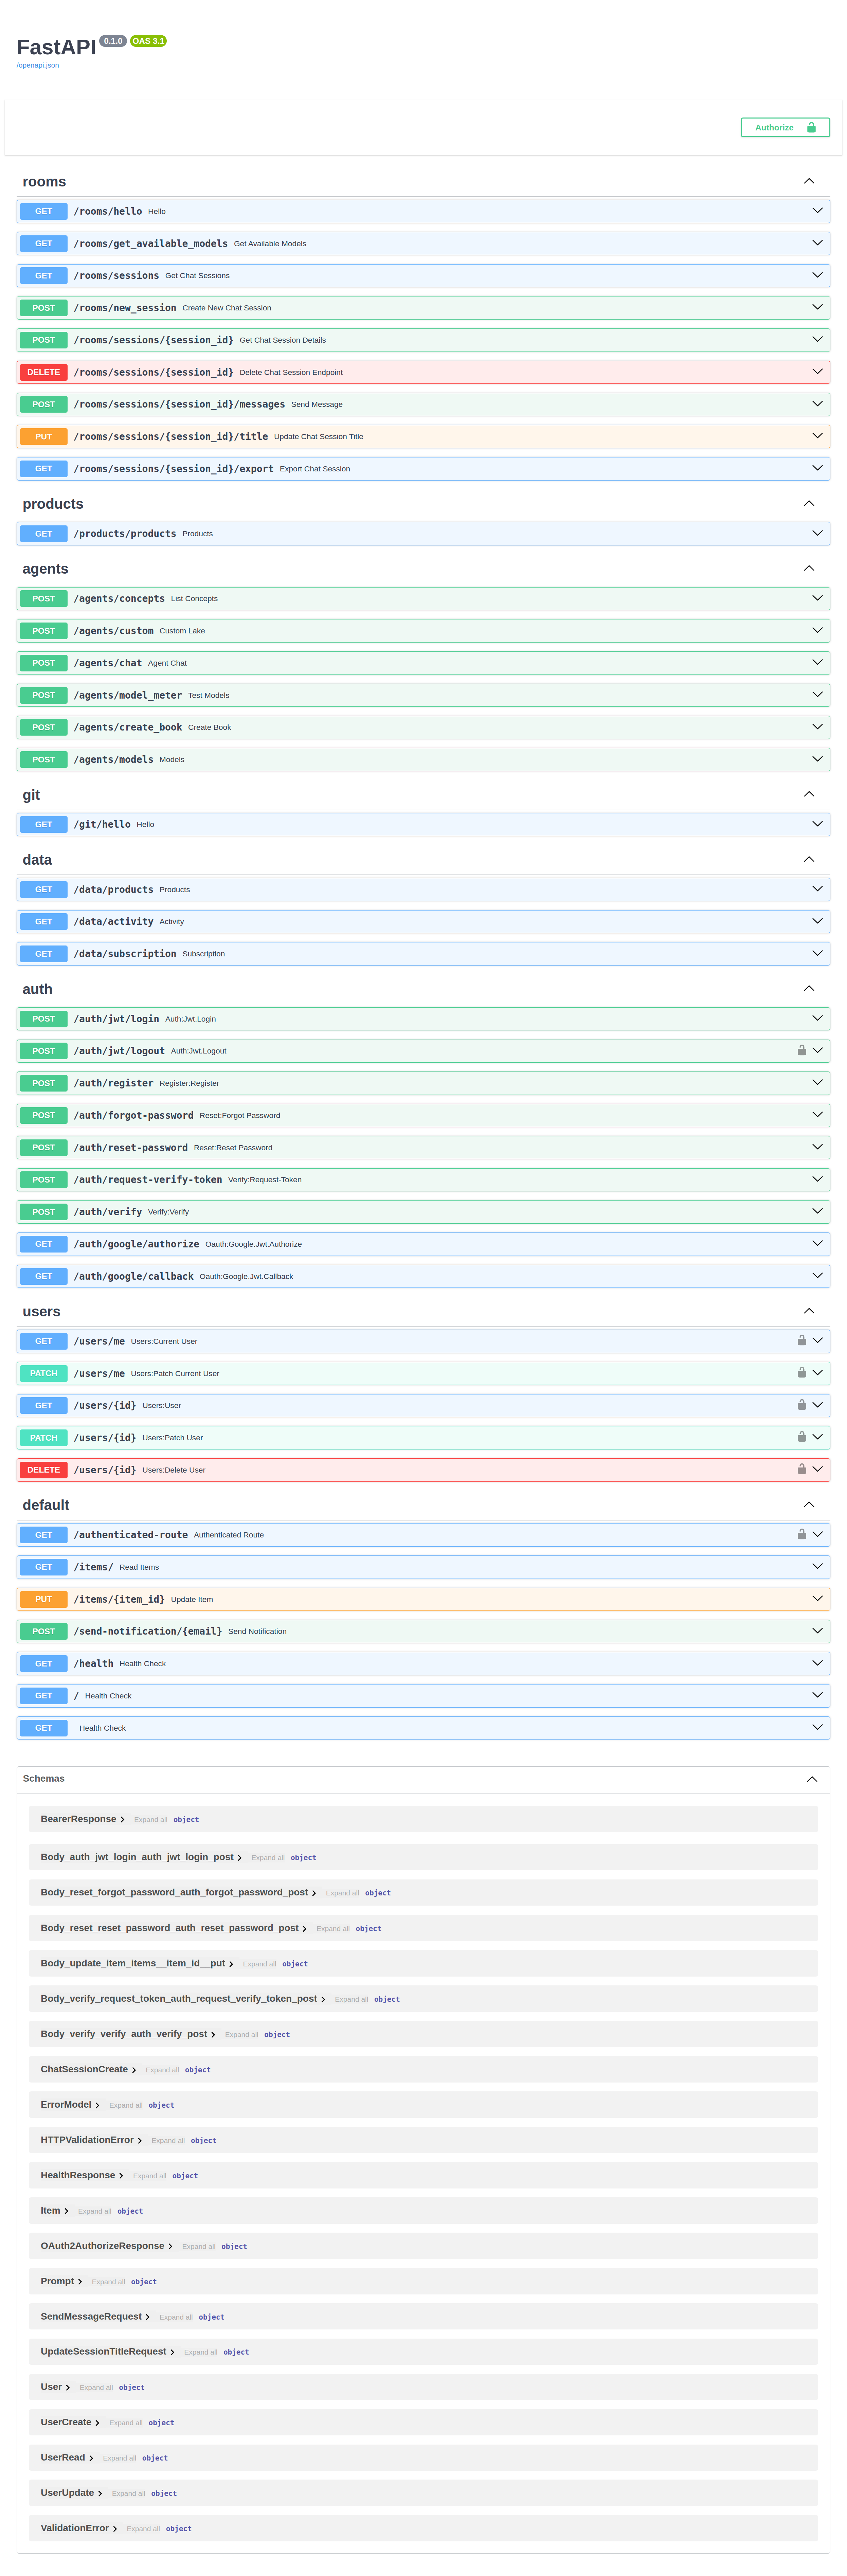 FastAPI 0.1.0 OAS 3.1
/openapi.json
Authorize
rooms
GET /rooms/hello Hello
GET /rooms/get_available_models Get Available Models
GET /rooms/sessions Get Chat Sessions
POST /rooms/new_session Create New Chat Session
POST /rooms/sessions/{session_id} Get Chat Session Details
DELETE /rooms/sessions/{session_id} Delete Chat Session Endpoint
POST /rooms/sessions/{session_id}/messages Send Message
PUT /rooms/sessions/{session_id}/title Update Chat Session Title
GET /rooms/sessions/{session_id}/export Export Chat Session
products
GET /products/products Products
agents
POST /agents/concepts List Concepts
POST /agents/custom Custom Lake
POST /agents/chat Agent Chat
POST /agents/model_meter Test Models
POST /agents/create_book Create Book
POST /agents/models Models
git
GET /git/hello Hello
data
GET /data/products Products
GET /data/activity Activity
GET /data/subscription Subscription
auth
POST /auth/jwt/login Auth:Jwt.Login
POST /auth/jwt/logout Auth:Jwt.Logout
POST /auth/register Register:Register
POST /auth/forgot-password Reset:Forgot Password
POST /auth/reset-password Reset:Reset Password
POST /auth/request-verify-token Verify:Request-Token
POST /auth/verify Verify:Verify
GET /auth/google/authorize Oauth:Google.Jwt.Authorize
GET /auth/google/callback Oauth:Google.Jwt.Callback
users
GET /users/me Users:Current User
PATCH /users/me Users:Patch Current User
GET /users/{id} Users:User
PATCH /users/{id} Users:Patch User
DELETE /users/{id} Users:Delete User
default
GET /authenticated-route Authenticated Route
GET /items/ Read Items
PUT /items/{item_id} Update Item
POST /send-notification/{email} Send Notification
GET /health Health Check
GET / Health Check
GET Health Check
Schemas
BearerResponse Expand all object
Body_auth_jwt_login_auth_jwt_login_post Expand all object
Body_reset_forgot_password_auth_forgot_password_post Expand all object
Body_reset_reset_password_auth_reset_password_post Expand all object
Body_update_item_items__item_id__put Expand all object
Body_verify_request_token_auth_request_verify_token_post Expand all object
Body_verify_verify_auth_verify_post Expand all object
ChatSessionCreate Expand all object
ErrorModel Expand all object
HTTPValidationError Expand all object
HealthResponse Expand all object
Item Expand all object
OAuth2AuthorizeResponse Expand all object
Prompt Expand all object
SendMessageRequest Expand all object
UpdateSessionTitleRequest Expand all object
User Expand all object
UserCreate Expand all object
UserRead Expand all object
UserUpdate Expand all object
ValidationError Expand all object